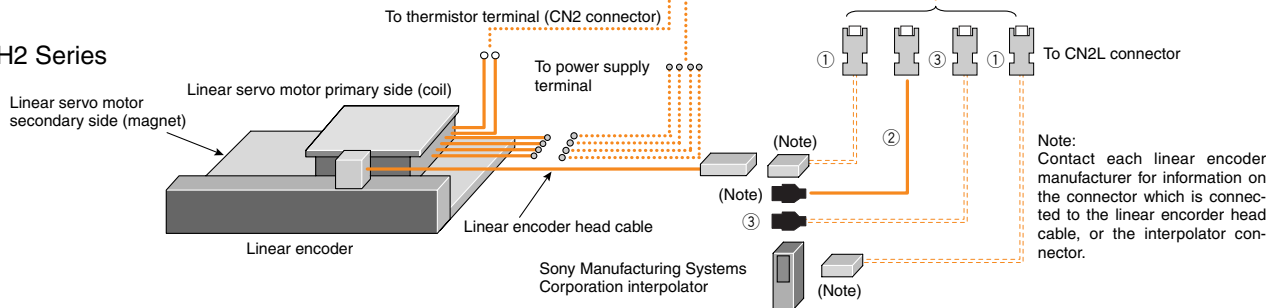 To thermistor terminal (CN2 connector)
H2 Series
To power supply
terminal
Linear servo motor
secondary side (magnet)
Linear servo motor primary side (coil)
① ③ ① To CN2L connector
②
(Note)
(Note)
③
Linear encoder head cable
Linear encoder
Sony Manufacturing Systems
Corporation interpolator
(Note)
Note:
Contact each linear encoder
manufacturer for information on
the connector which is connec-
ted to the linear encorder head
cable, or the interpolator con-
nector.